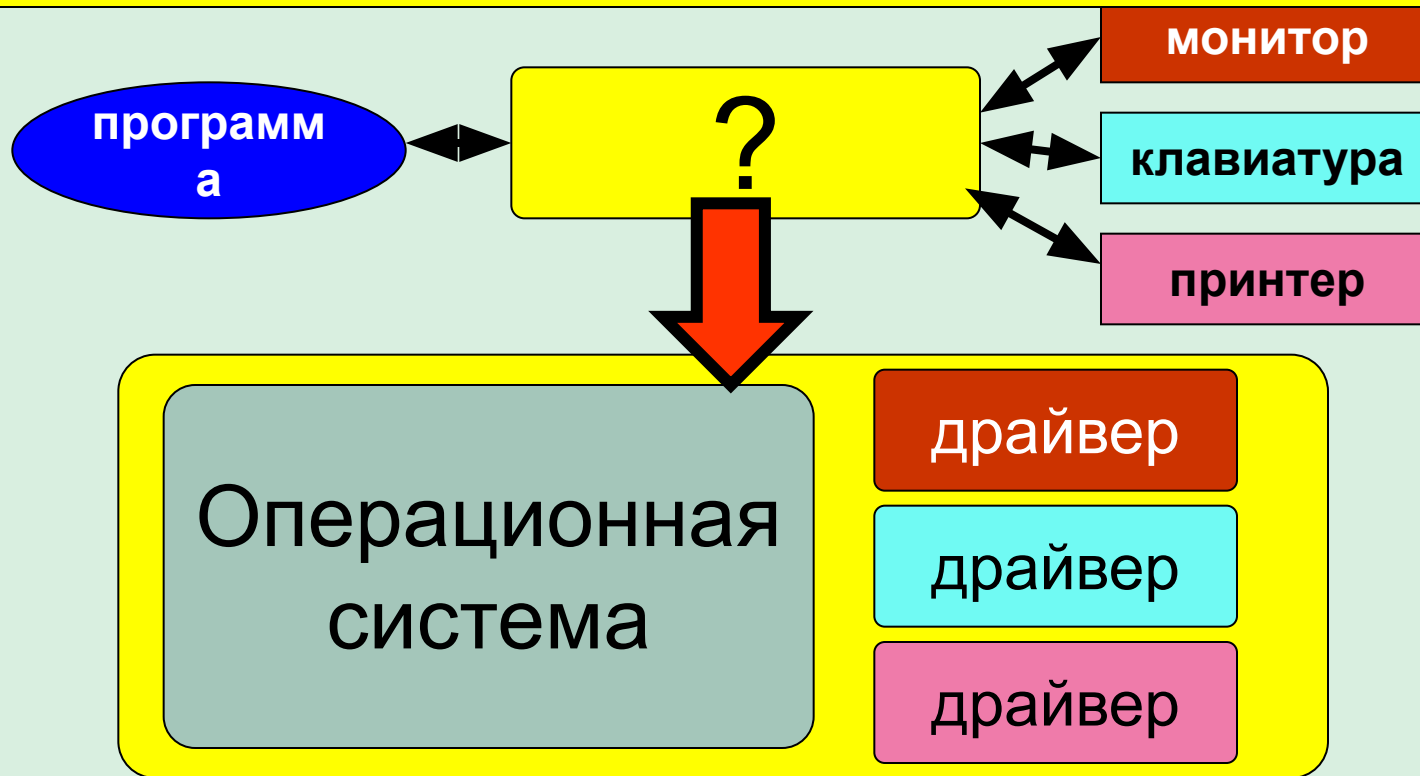 монитор
программ
а
?
клавиатура
принтер
Операционная
система
драйвер
драйвер
драйвер